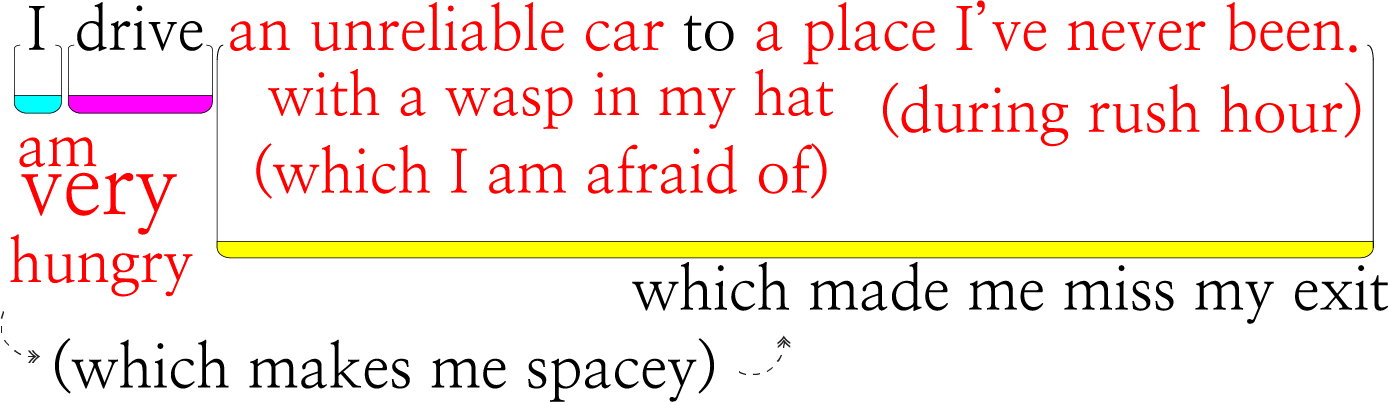 I drive an unreliable car to a place I’ve never been.
with a wasp in my hat
(during rush hour)
(which I am afraid of)
am
very
hungry
which made me miss my exit
(which makes me spacey)